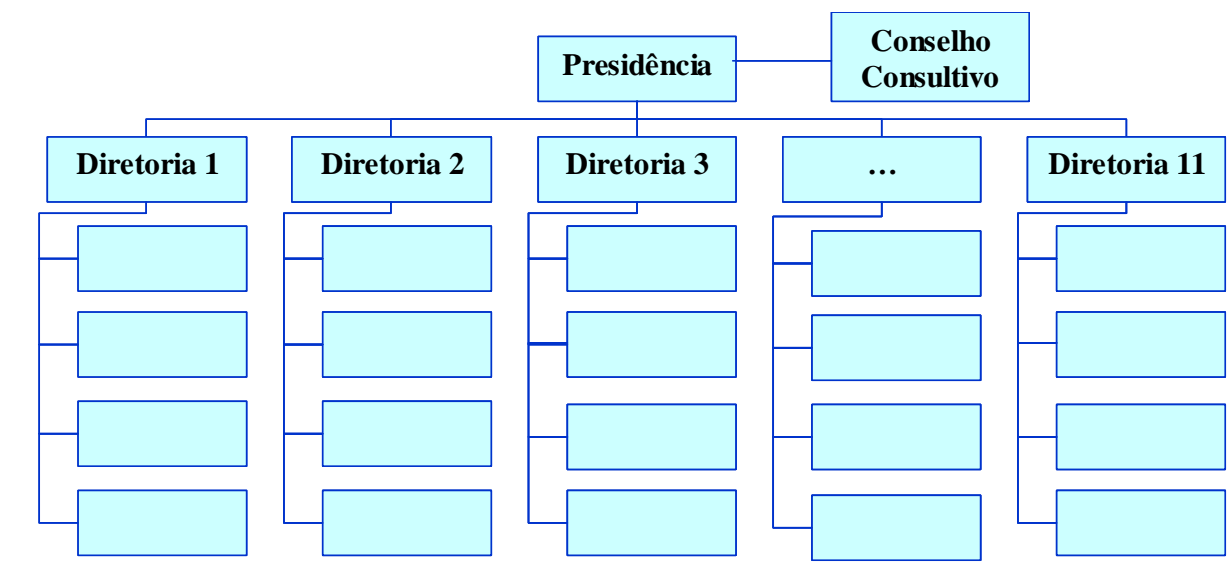 Presidência
Conselho
Consultivo
Diretoria 1
Diretoria 2
Diretoria 3
…
Diretoria 11